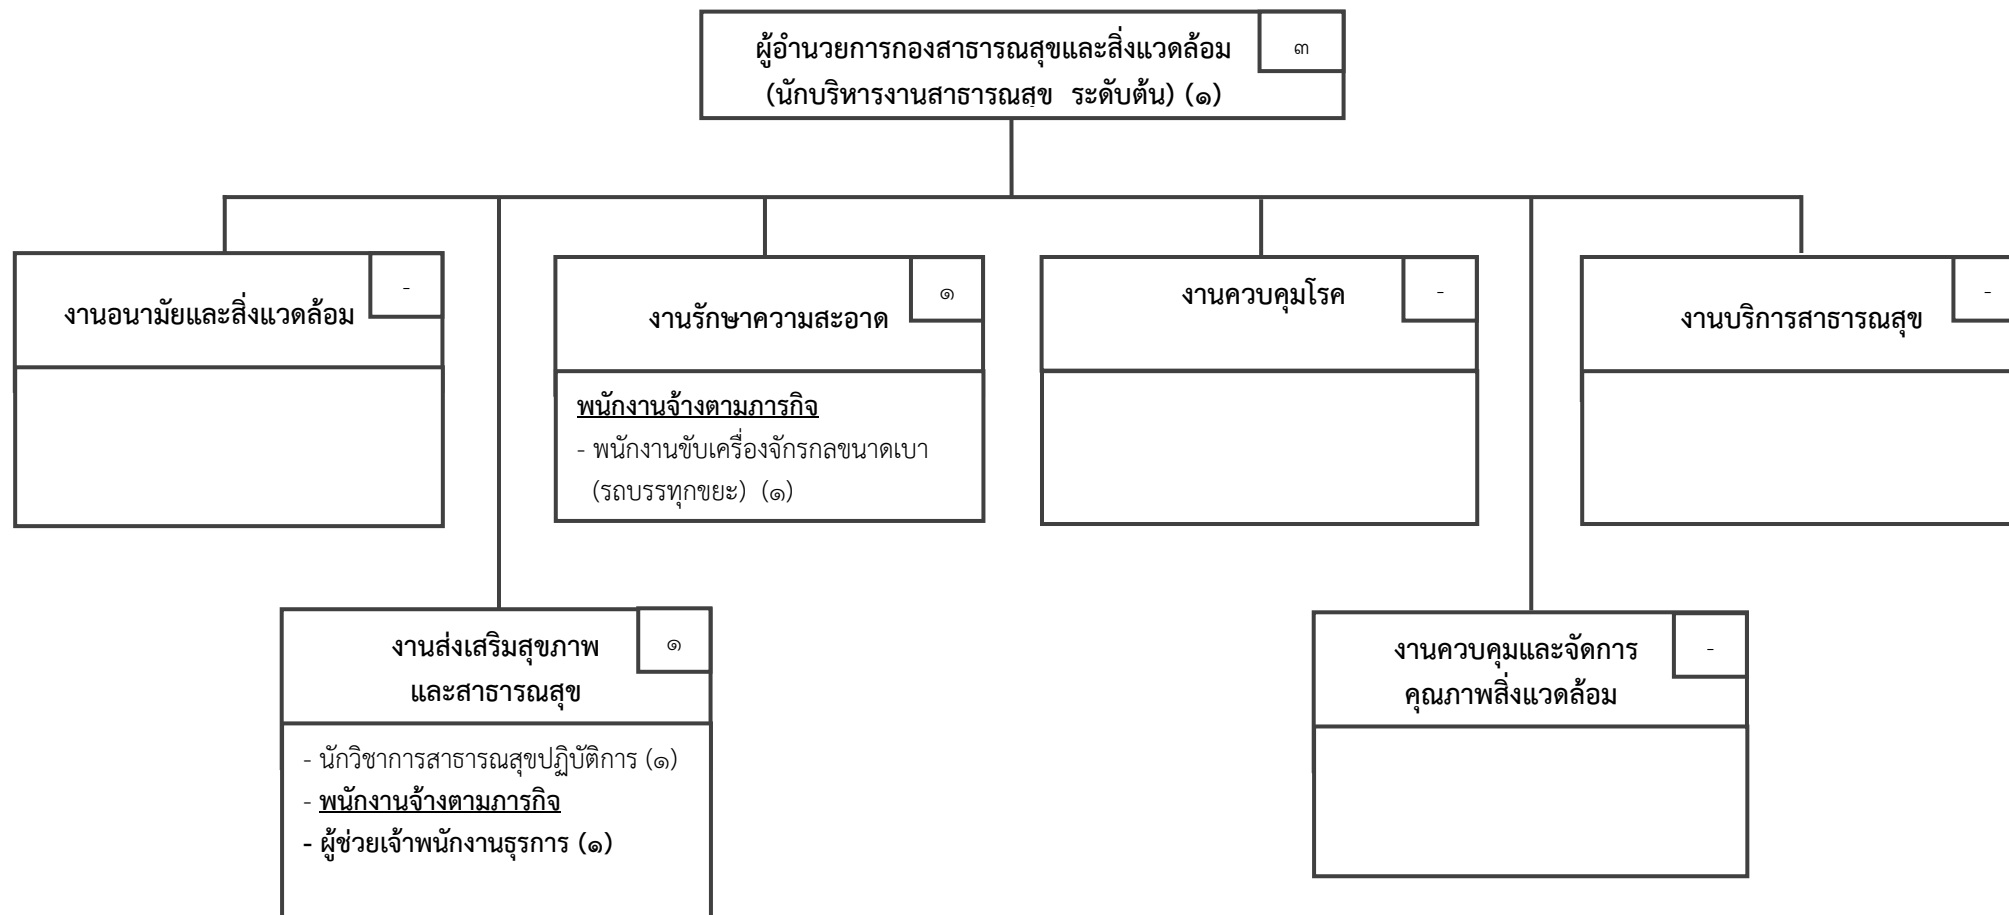 ผู้อำนวยการกองสาธารณสุขและสิ่งแวดล้อม
๓
(นักบริหารงานสาธารณสุข ระดับต้น) (๑)
งานอนามัยและสิ่งแวดล้อม
-
งานรักษาความสะอาด
๑
พนักงานจ้างตามภารกิจ
- พนักงานขับเครื่องจักรกลขนาดเบา
(รถบรรทุกขยะ) (๑)
งานควบคุมโรค
-
งานบริการสาธารณสุข
-
งานส่งเสริมสุขภาพ
และสาธารณสุข
๑
- นักวิชาการสาธารณสุขปฏิบัติการ (๑)
- พนักงานจ้างตามภารกิจ
- ผู้ช่วยเจ้าพนักงานธุรการ (๑)
งานควบคุมและจัดการ
คุณภาพสิ่งแวดล้อม
-